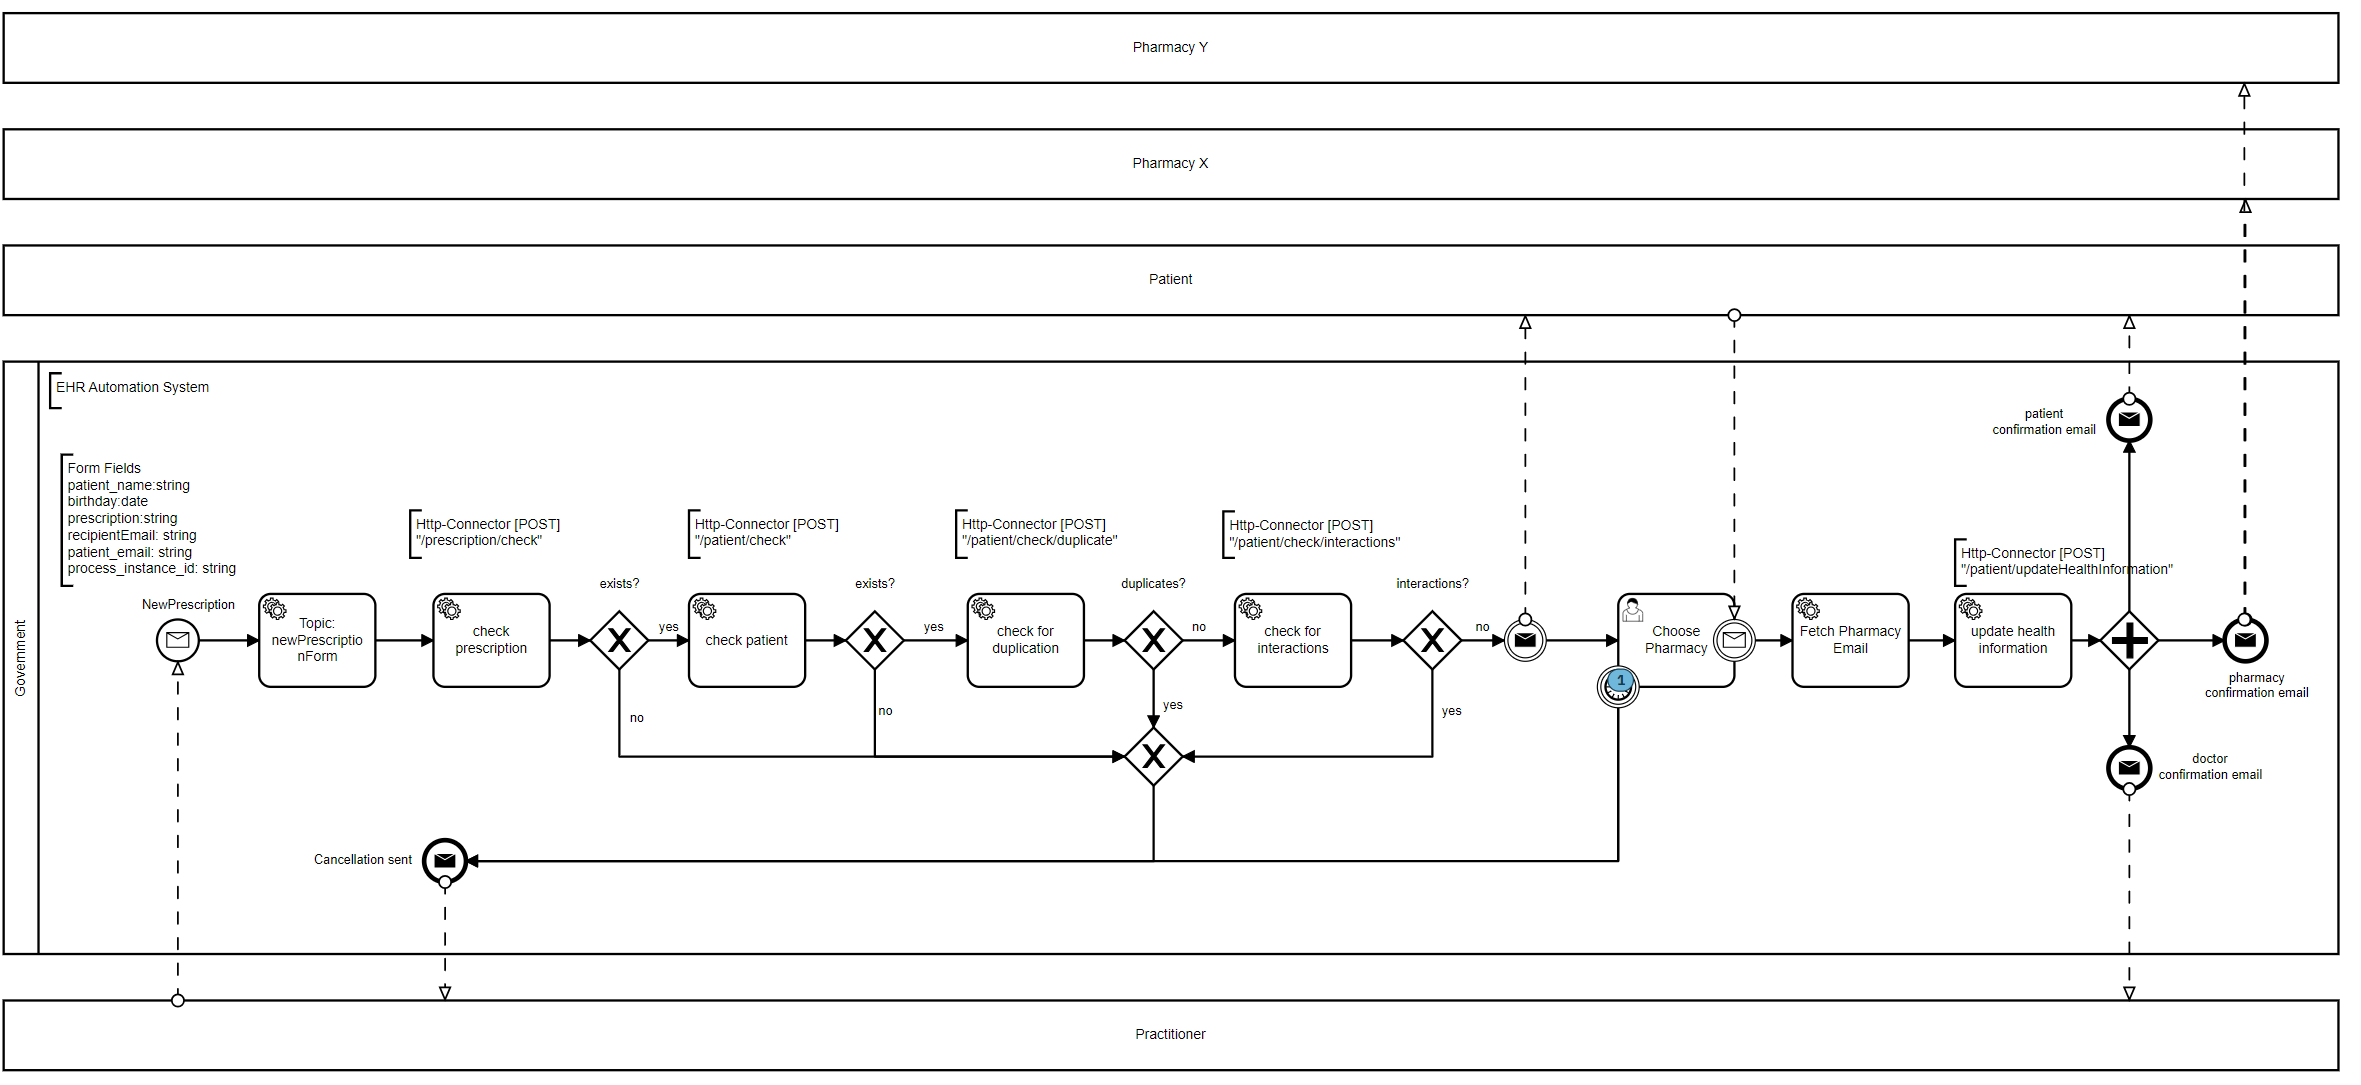 Pharmacy Y
Pharmacy X
Patient
Government
EHR Automation System
Form Fields
patient_name:string
birthday:date
prescription:string
recipientEmail: string
patient_email: string
process_instance_id: string
NewPrescription
Topic:
newPrescriptio
nForm
Http-Connector [POST]
"/prescription/check"
check
prescription
exists?
yes
no
Http-Connector [POST]
"/patient/check"
check patient
exists?
yes
no
Http-Connector [POST]
"/patient/check/duplicate"
check for
duplication
duplicates?
no
yes
Http-Connector [POST]
"/patient/check/interactions"
check for
interactions
interactions?
no
yes
Choose
Pharmacy
1
Fetch Pharmacy
Email
Http-Connector [POST]
"/patient/updateHealthInformation"
update health
information
patient
confirmation email
pharmacy
confirmation email
doctor
confirmation email
Cancellation sent
Practitioner